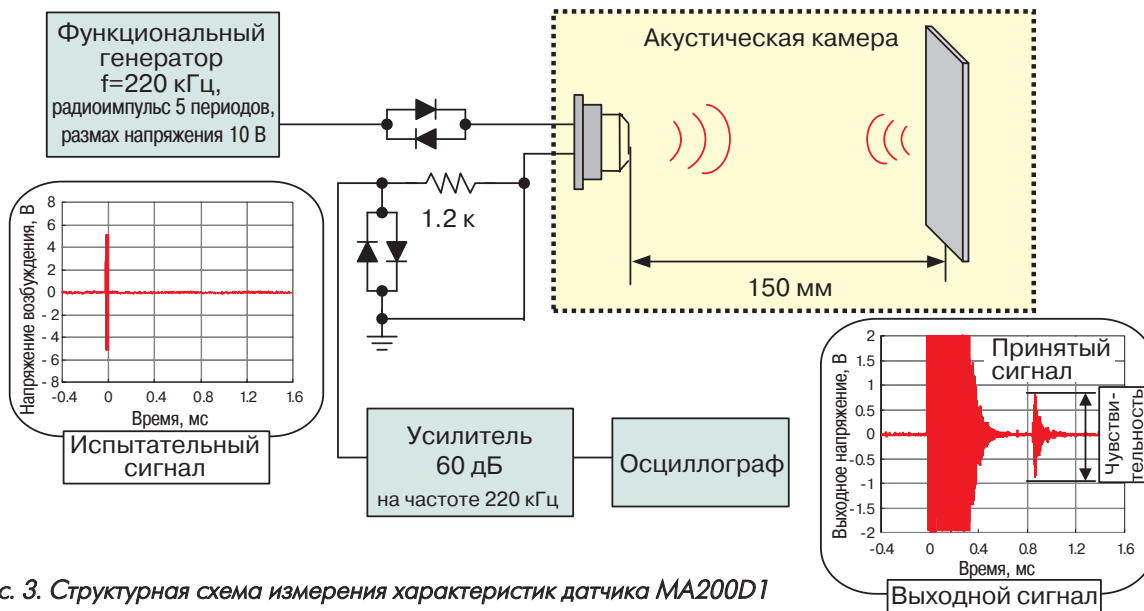 Функциональный
генератор
f=220 кГц,
радиоимпульс 5 периодов,
размах напряжения 10 В
Акустическая камера
1.2 к
150 мм
Напряжение возбуждения, В
8
6
4
2
0
- 2
- 4
- 6
- 8
-0.4 0 0.4 0.8 1.2 1.6
Время, мс
Испытательный
сигнал
Усилитель
60 дБ
на частоте 220 кГц
Осциллограф
Выходное напряжение, В
2
1.5
1
0.5
0
-0.5
-1
-1.5
-2
Принятый
сигнал
Чувстви-
тельность
-0.4 0 0.4 0.8 1.2 1.6
Время, мс
Выходной сигнал
с. 3. Структурная схема измерения характеристик датчика MA200D1